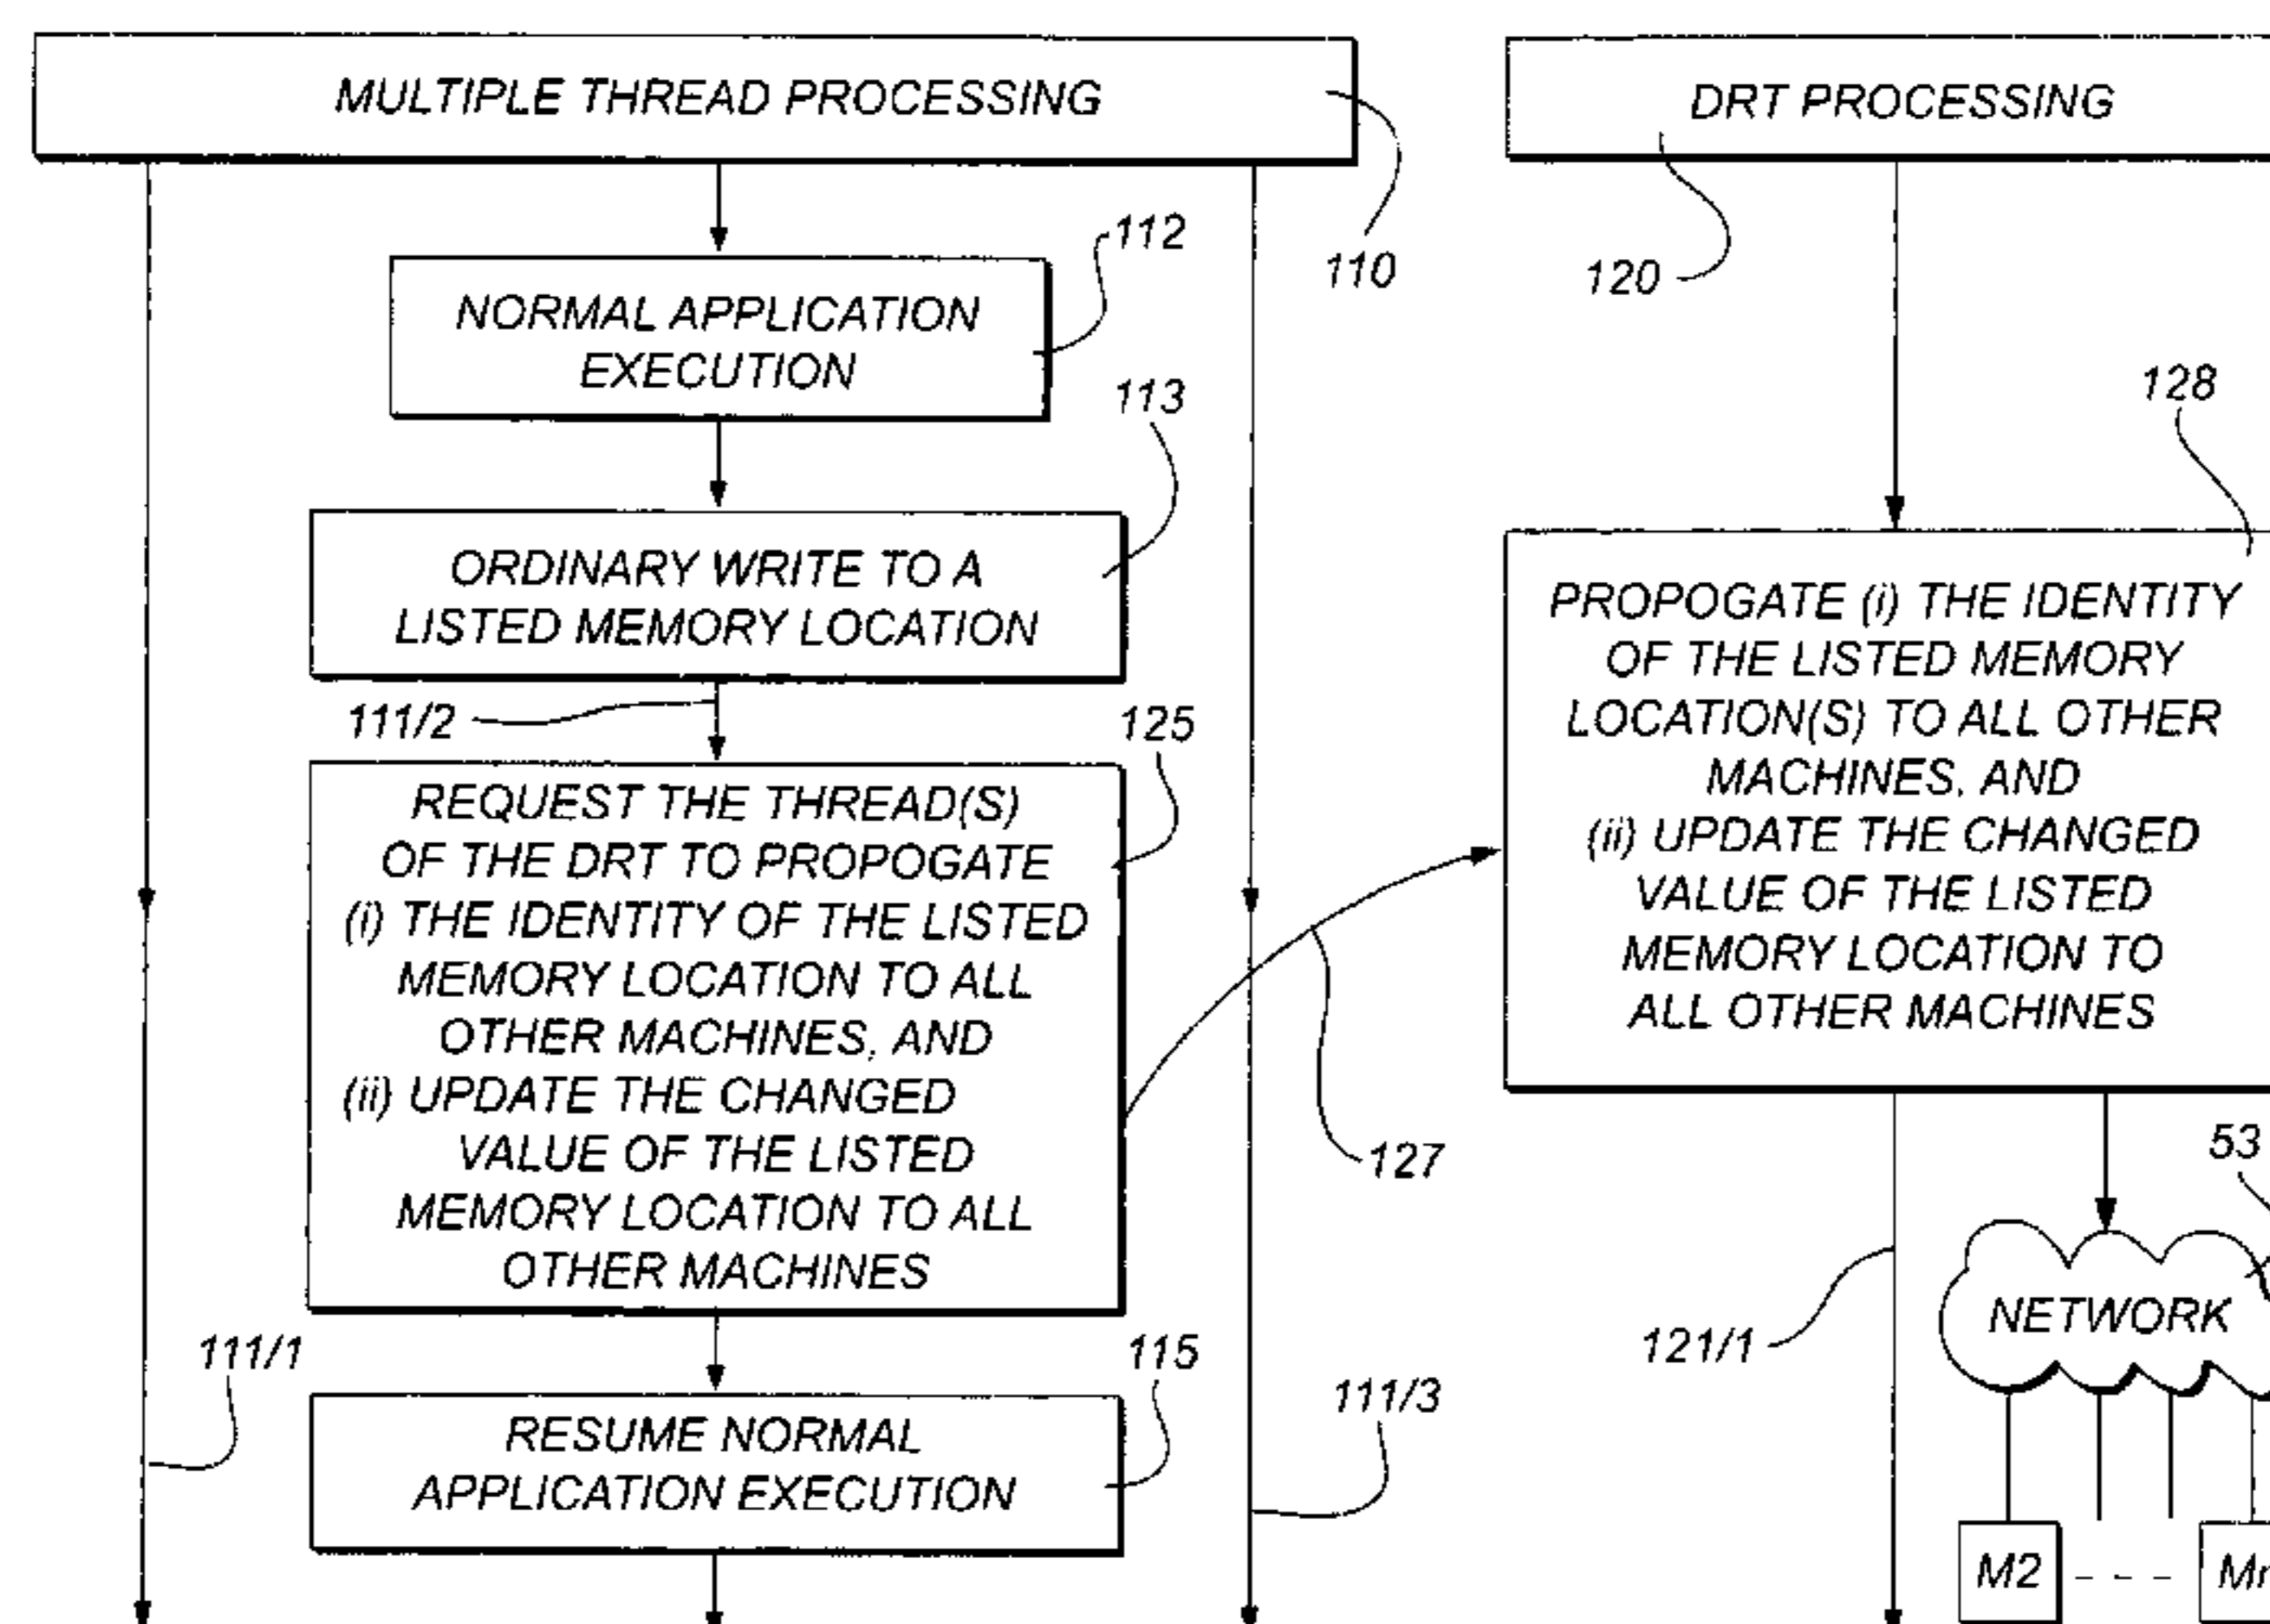 MULTIPLE THREAD PROCESSING
110
112
NORMAL APPLICATION
EXECUTION
113
ORDINARY WRITE TO A
LISTED MEMORY LOCATION
111/2
125
REQUEST THE THREAD(S)
OF THE DRT TO PROPOGATE
(i) THE IDENTITY OF THE LISTED
MEMORY LOCATION TO ALL
OTHER MACHINES, AND
(ii) UPDATE THE CHANGED
VALUE OF THE LISTED
MEMORY LOCATION TO ALL
OTHER MACHINES
127
111/1
115
RESUME NORMAL
APPLICATION EXECUTION
111/3
DRT PROCESSING
120
128
PROPOGATE (i) THE IDENTITY
OF THE LISTED MEMORY
LOCATION(S) TO ALL OTHER
MACHINES, AND
(ii) UPDATE THE CHANGED
VALUE OF THE LISTED
MEMORY LOCATION TO
ALL OTHER MACHINES
53
NETWORK
121/1
M2